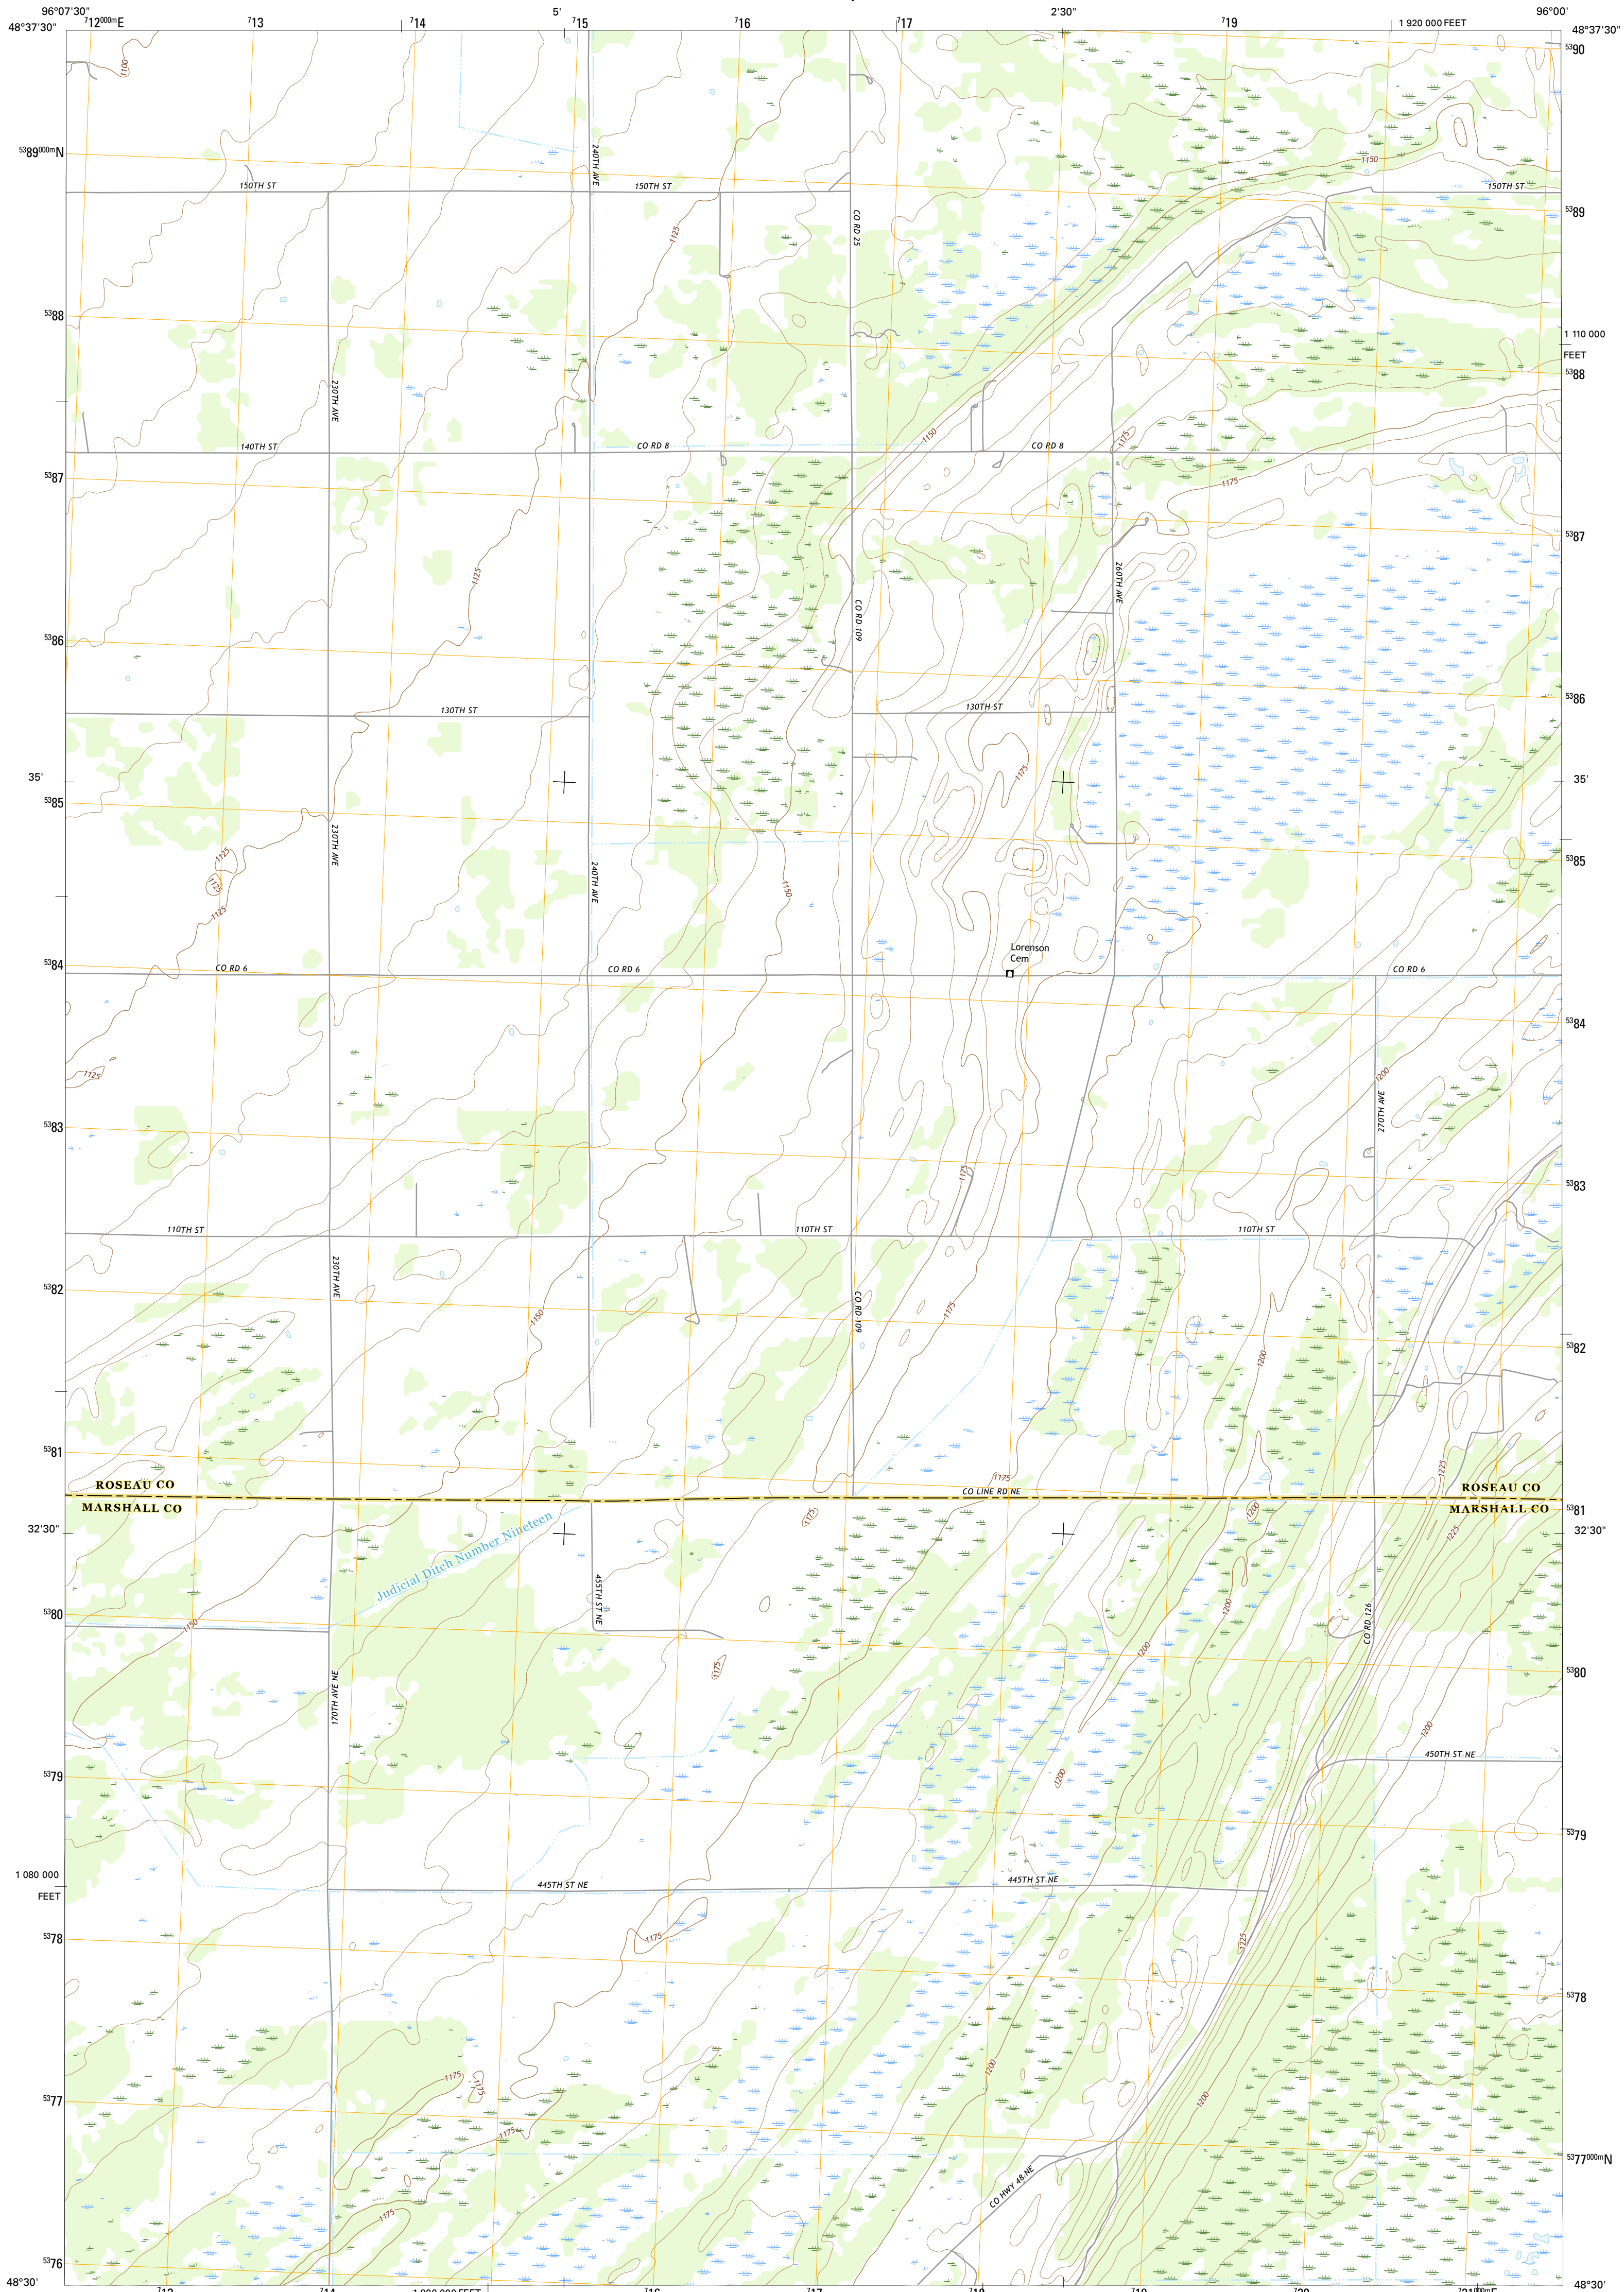 96°07'30"
5'
2'30"
96°00'
712000mE
713
714
715
716
717
719
1 920 000 FEET
48°37'30"
48°37'30"
5390
1100
5389000mN
240TH AVE
1150
150TH ST
150TH ST
150TH ST
5389
CO RD 25
1125
5388
1 110 000
FEET
5388
230TH AVE
1150
1175
140TH ST
CO RD 8
CO RD 8
5387
1175
5387
1125
260TH AVE
CO RD 109
5386
5386
130TH ST
130TH ST
1175
35'
35'
5385
230TH AVE
240TH AVE
1125
1125
1125
1150
5385
Lorenson
Cem
5384
CO RD 6
CO RD 6
CO RD 6
5384
1125
1200
270TH AVE
5383
1175
5383
110TH ST
110TH ST
110TH ST
230TH AVE
5382
CO RD 109
1175
1150
1200
5382
5381
1225
1175
ROSEAU CO
ROSEAU CO
CO LINE RD NE
MARSHALL CO
MARSHALL CO
5381
1175
1200
1225
32'30"
32'30"
Judicial Ditch Number Nineteen
455TH ST NE
5380
1150
1200
CO RD 126
1200
1175
5380
170TH AVE NE
1200
450TH ST NE
5379
1200
5379
1 080 000
FEET
445TH ST NE
445TH ST NE
5378
1175
1225
5378
1200
1175
1175
1200
5377
1175
5377000mN
CO HWY 48 NE
1175
5376
48°30'
48°30'